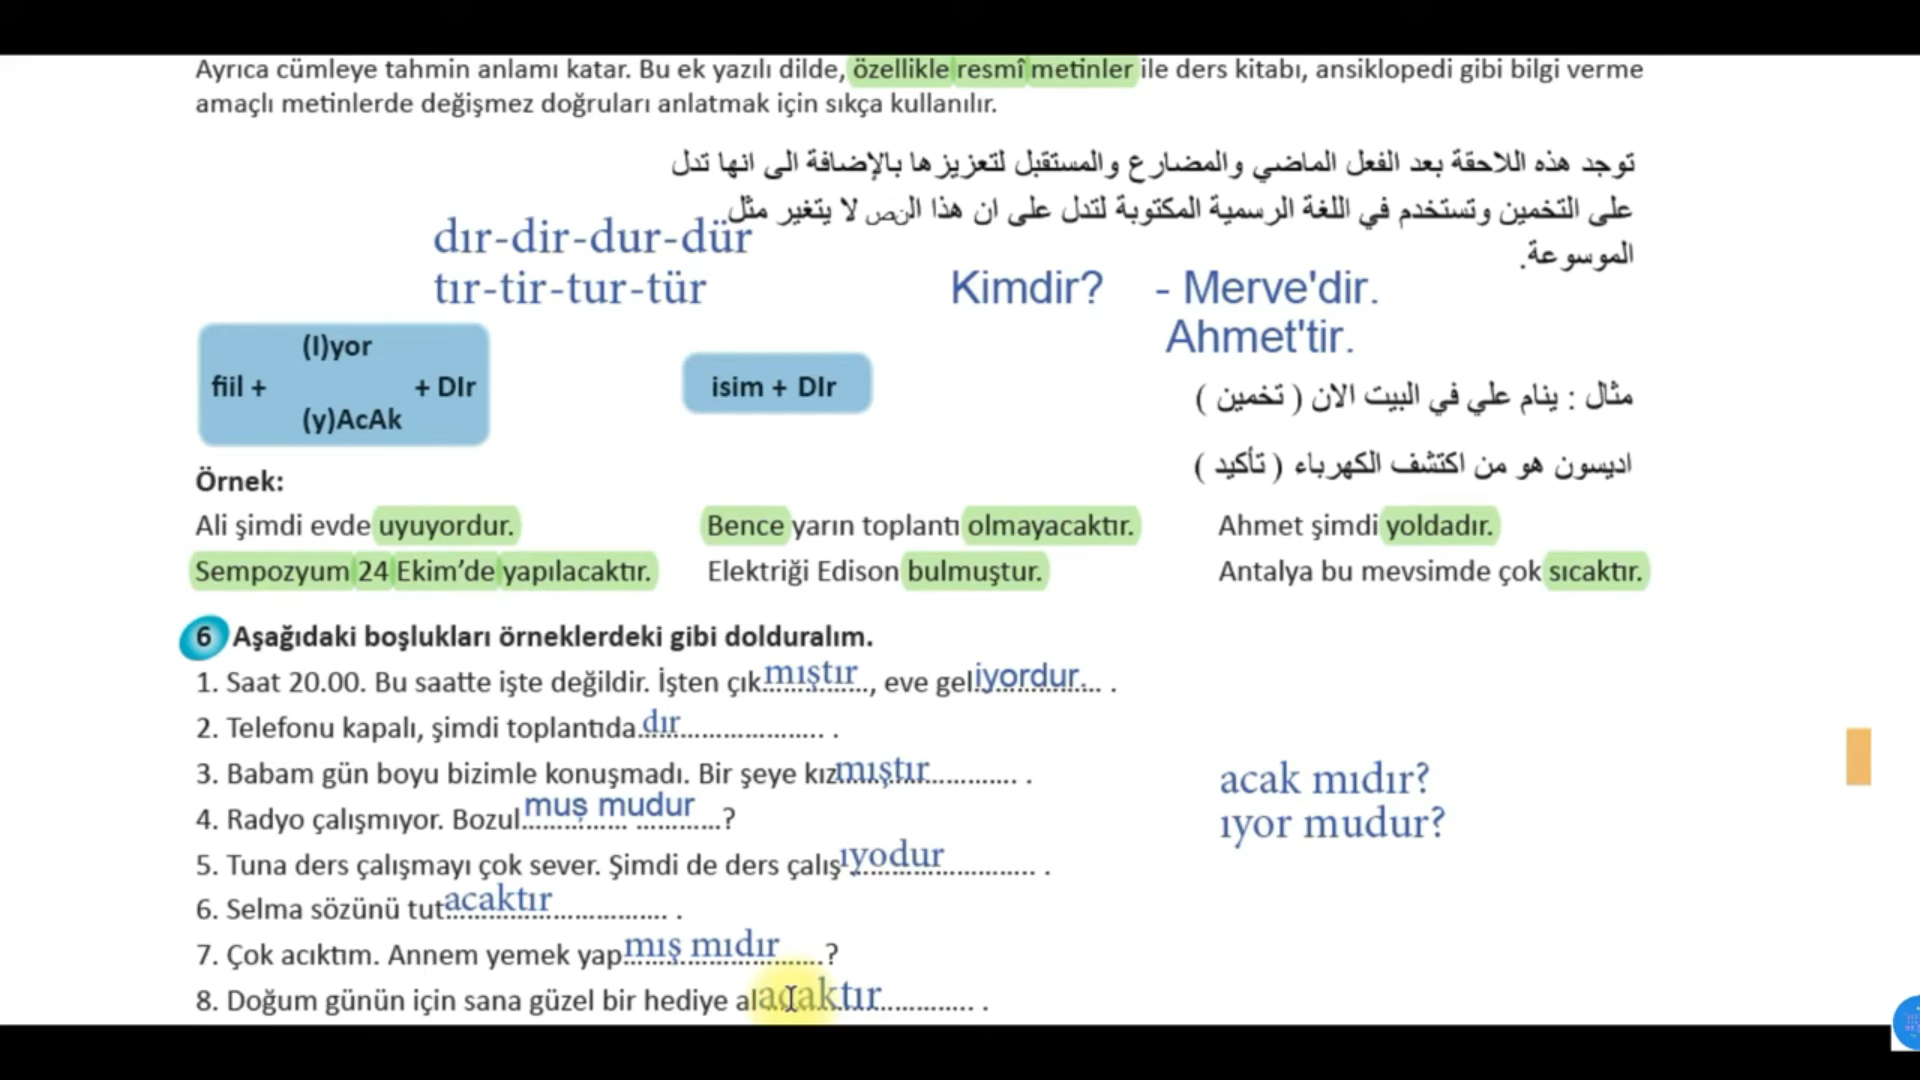 Ayrıca cümleye tahmin anlamı katar. Bu ek yazılı dilde, özellikle resmî metinler ile ders kitabı, ansiklopedi gibi bilgi verme
amaçlı metinlerde değişmez doğruları anlatmak için sıkça kullanılır.
توجد هذه اللاحقة بعد الفعل الماضي والمضارع والمستقبل لتعزيزها بالإضافة الى انها تدل
على التخمين وتستخدم في اللغة الرسمية المكتوبة لتدل على ان هذا النص لا يتغير مثل
الموسوعة.
dır-dir-dur-dür
tır-tir-tur-tür
Kimdir? - Merve'dir.
Ahmet'tir.
(I)yor
fiil + + DIr
(y)AcAk
isim + DIr
مثال : ينام علي في البيت الان ( تخمين )
اديسون هو من اكتشف الكهرباء ( تأكيد )
Örnek:
Ali şimdi evde uyuyordur. Bence yarın toplantı olmayacaktır. Ahmet şimdi yoldadır.
Sempozyum 24 Ekim’de yapılacaktır. Elektriği Edison bulmuştur. Antalya bu mevsimde çok sıcaktır.
6 Aşağıdaki boşlukları örneklerdeki gibi dolduralım.
1. Saat 20.00. Bu saatte işte değildir. İşten çıkmıştır, eve geliyordur. .
2. Telefonu kapalı, şimdi toplantıdadır .
3. Babam gün boyu bizimle konuşmadı. Bir şeye kızmıştır .
4. Radyo çalışmıyor. Bozulmuş mudur ?
5. Tuna ders çalışmayı çok sever. Şimdi de ders çalışıyodur .
6. Selma sözünü tutacaktır .
7. Çok acıktım. Annem yemek yapmış mıdır ?
8. Doğum günün için sana güzel bir hediye alacaktır .
acak mıdır?
ıyor mudur?